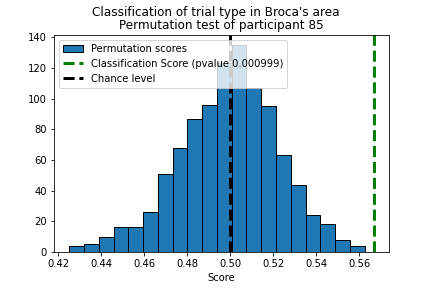 Classification of trial type in Broca's area
Permutation test of participant 85
140
120
100
80
60
40
20
0
Permutation scores
Classification Score (pvalue 0.000999)
Chance level
0.42 0.44 0.46 0.48 0.50 0.52 0.54 0.56
Score